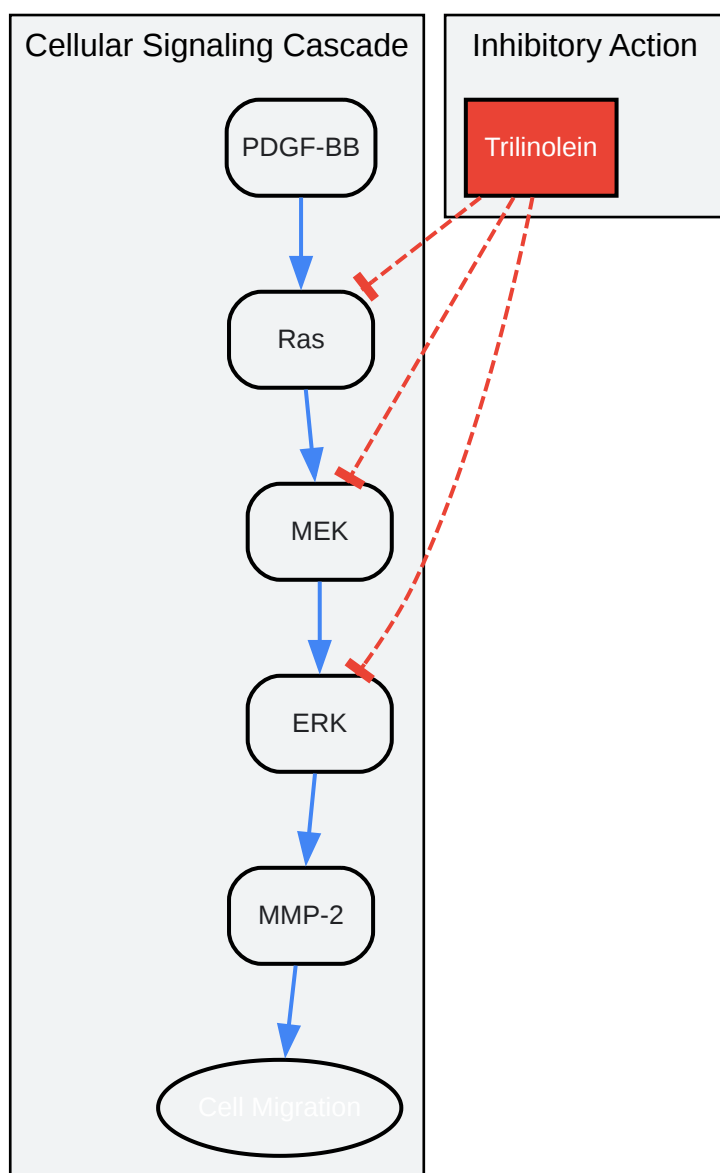 Cellular Signaling Cascade
Inhibitory Action
PDGF-BB
Trilinolein
Ras
MEK
ERK
MMP-2
Cell Migration